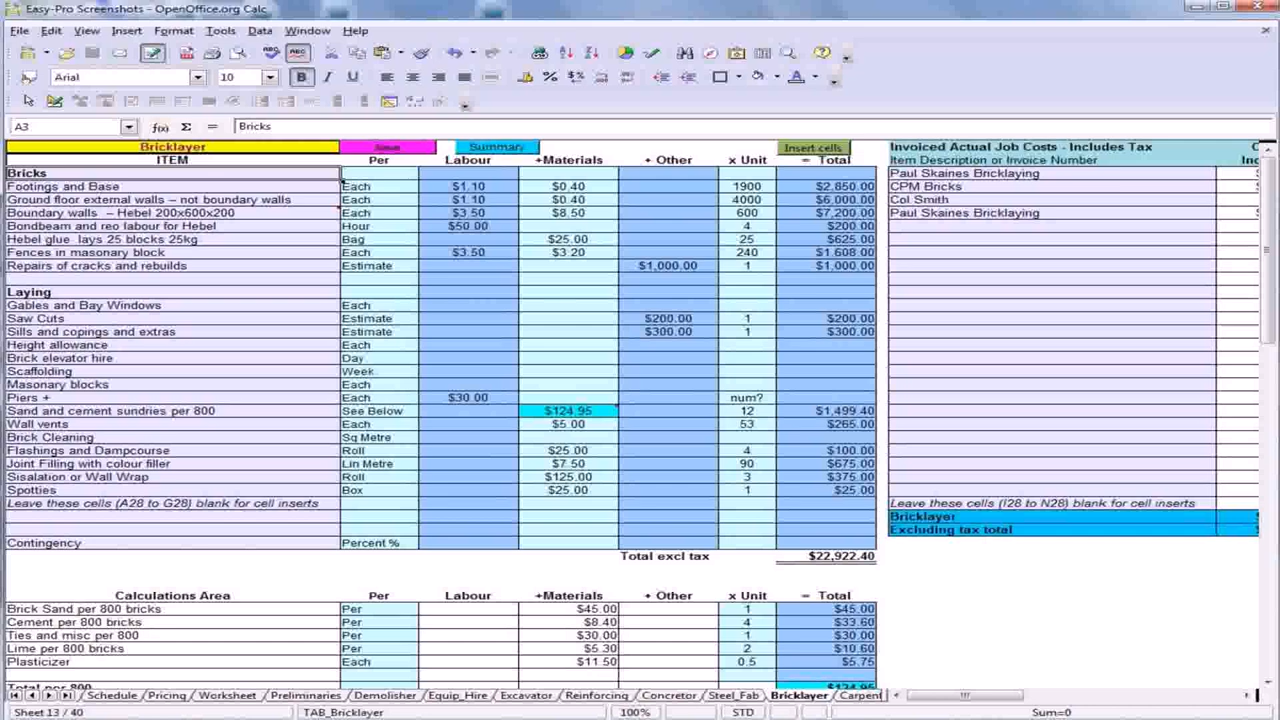 Easy-Pro Screenshots - OpenOffice.org Calc
File Edit View Insert Format Tools Data Window Help
Arial 10
A3 Bricks
Bricklayer Summary Insert cells Invoiced Actual Job Costs - Includes Tax
ITEM Per Labour +Materials + Other x Unit = Total Item Description or Invoice Number
Bricks Paul Skaines Bricklaying
Footings and Base Each $1.10 $0.40 1900 $2,850.00 CPM Bricks
Ground floor external walls – not boundary walls Each $1.10 $0.40 4000 $6,000.00 Col Smith
Boundary walls – Hebel 200x600x200 Each $3.50 $8.50 600 $7,200.00 Paul Skaines Bricklaying
Bondbeam and reo labour for Hebel Hour $50.00 4 $200.00
Hebel glue lays 25 blocks 25kg Bag $25.00 25 $625.00
Fences in masonary block Each $3.50 $3.20 240 $1,608.00
Repairs of cracks and rebuilds Estimate $1,000.00 1 $1,000.00
Laying
Gables and Bay Windows Each
Saw Cuts Estimate $200.00 1 $200.00
Sills and copings and extras Estimate $300.00 1 $300.00
Height allowance Each
Brick elevator hire Day
Scaffolding Week
Masonary blocks Each
Piers + Each $30.00 num?
Sand and cement sundries per 800 See Below $124.95 12 $1,499.40
Wall vents Each $5.00 53 $265.00
Brick Cleaning Sq Metre
Flashings and Dampcourse Roll $25.00 4 $100.00
Joint Filling with colour filler Lin Metre $7.50 90 $675.00
Sisalation or Wall Wrap Roll $125.00 3 $375.00
Spotties Box $25.00 1 $25.00
Leave these cells (A28 to G28) blank for cell inserts Leave these cells (I28 to N28) blank for cell inserts
Bricklayer
Excluding tax total
Contingency Percent %
Total excl tax $22,922.40
Calculations Area Per Labour +Materials + Other x Unit = Total
Brick Sand per 800 bricks Per $45.00 1 $45.00
Cement per 800 bricks Per $8.40 4 $33.60
Ties and misc per 800 Per $30.00 1 $30.00
Lime per 800 bricks Per $5.30 2 $10.60
Plasticizer Each $11.50 0.5 $5.75
Total per 800 $124.95
Schedule Pricing Worksheet Preliminaries Demolisher Equip_Hire Excavator Reinforcing Concretor Steel_Fab Bricklayer Carpent
Sheet 13 / 40 TAB_Bricklayer 100% STD Sum=0